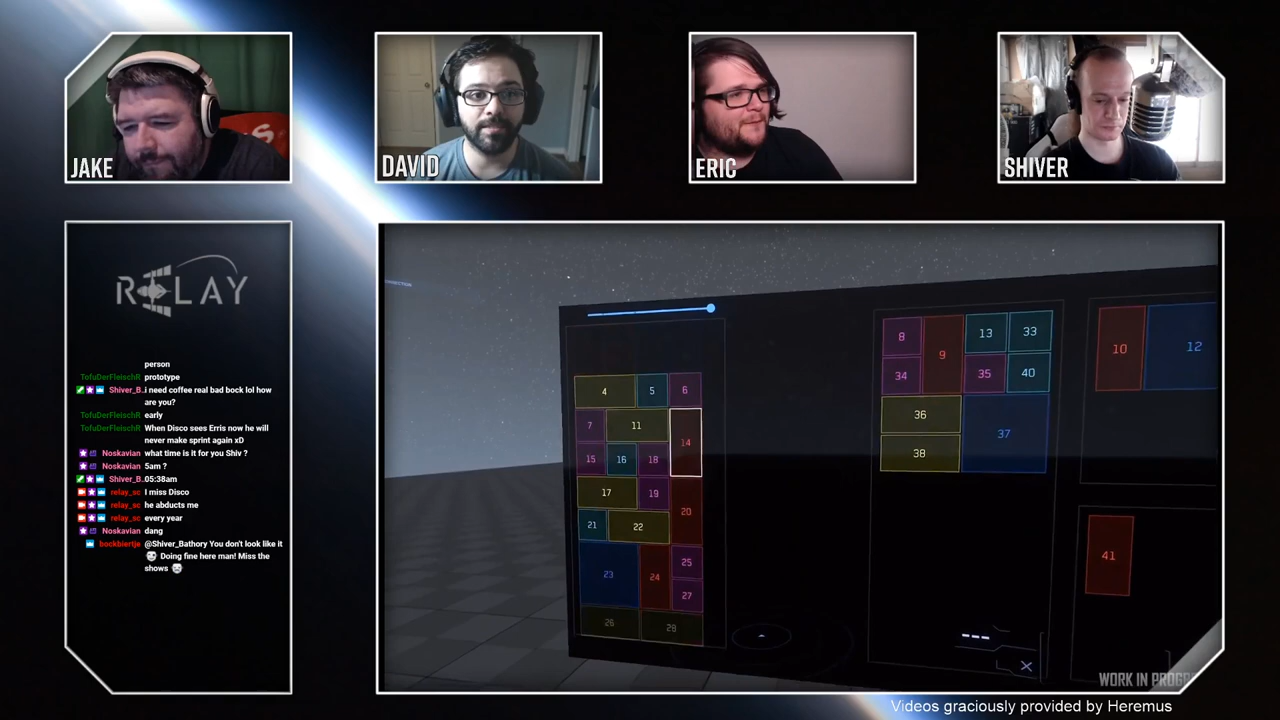 JAKE
DAVID
ERIC
SHIVER
RELAY
person
TofuDerFleischR prototype
Shiver_B.. i need coffee real bad bock lol how
are you?
TofuDerFleischR early
TofuDerFleischR When Disco sees Erris now he will
never make sprint again xD
Noskavian what time is it for you Shiv ?
Noskavian 5am ?
Shiver_B.. 05:38am
relay_sc I miss Disco
relay_sc he abducts me
relay_sc every year
Noskavian dang
bockbiertje @Shiver_Bathory You don't look like it
Doing fine here man! Miss the
shows
4 5 6
7 11 14
15 16 18
17 19 20
21 22
23 24 25
27
26 28
8 9 13 33
34 35 40
36 37
38
10 12
41
WORK IN PROGR
Videos graciously provided by Heremus